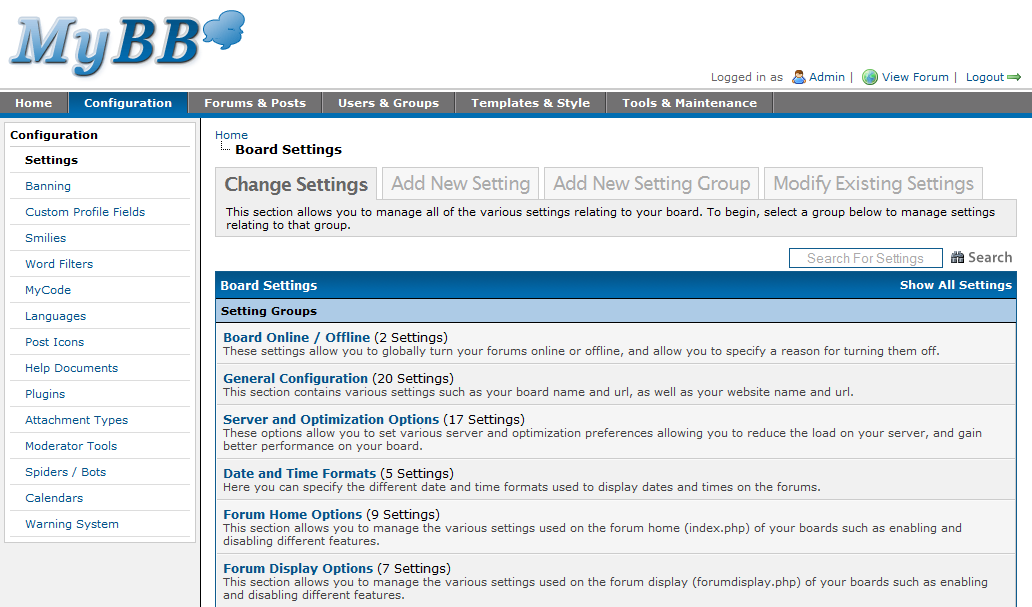 MyBB
Logged in as Admin | View Forum | Logout
Home Configuration Forums & Posts Users & Groups Templates & Style Tools & Maintenance
Configuration
Settings
Banning
Custom Profile Fields
Smilies
Word Filters
MyCode
Languages
Post Icons
Help Documents
Plugins
Attachment Types
Moderator Tools
Spiders / Bots
Calendars
Warning System
Home
Board Settings
Change Settings Add New Setting Add New Setting Group Modify Existing Settings
This section allows you to manage all of the various settings relating to your board. To begin, select a group below to manage settings
relating to that group.
Search For Settings Search
Board Settings Show All Settings
Setting Groups
Board Online / Offline (2 Settings)
These settings allow you to globally turn your forums online or offline, and allow you to specify a reason for turning them off.
General Configuration (20 Settings)
This section contains various settings such as your board name and url, as well as your website name and url.
Server and Optimization Options (17 Settings)
These options allow you to set various server and optimization preferences allowing you to reduce the load on your server, and gain
better performance on your board.
Date and Time Formats (5 Settings)
Here you can specify the different date and time formats used to display dates and times on the forums.
Forum Home Options (9 Settings)
This section allows you to manage the various settings used on the forum home (index.php) of your boards such as enabling and
disabling different features.
Forum Display Options (7 Settings)
This section allows you to manage the various settings used on the forum display (forumdisplay.php) of your boards such as enabling
and disabling different features.